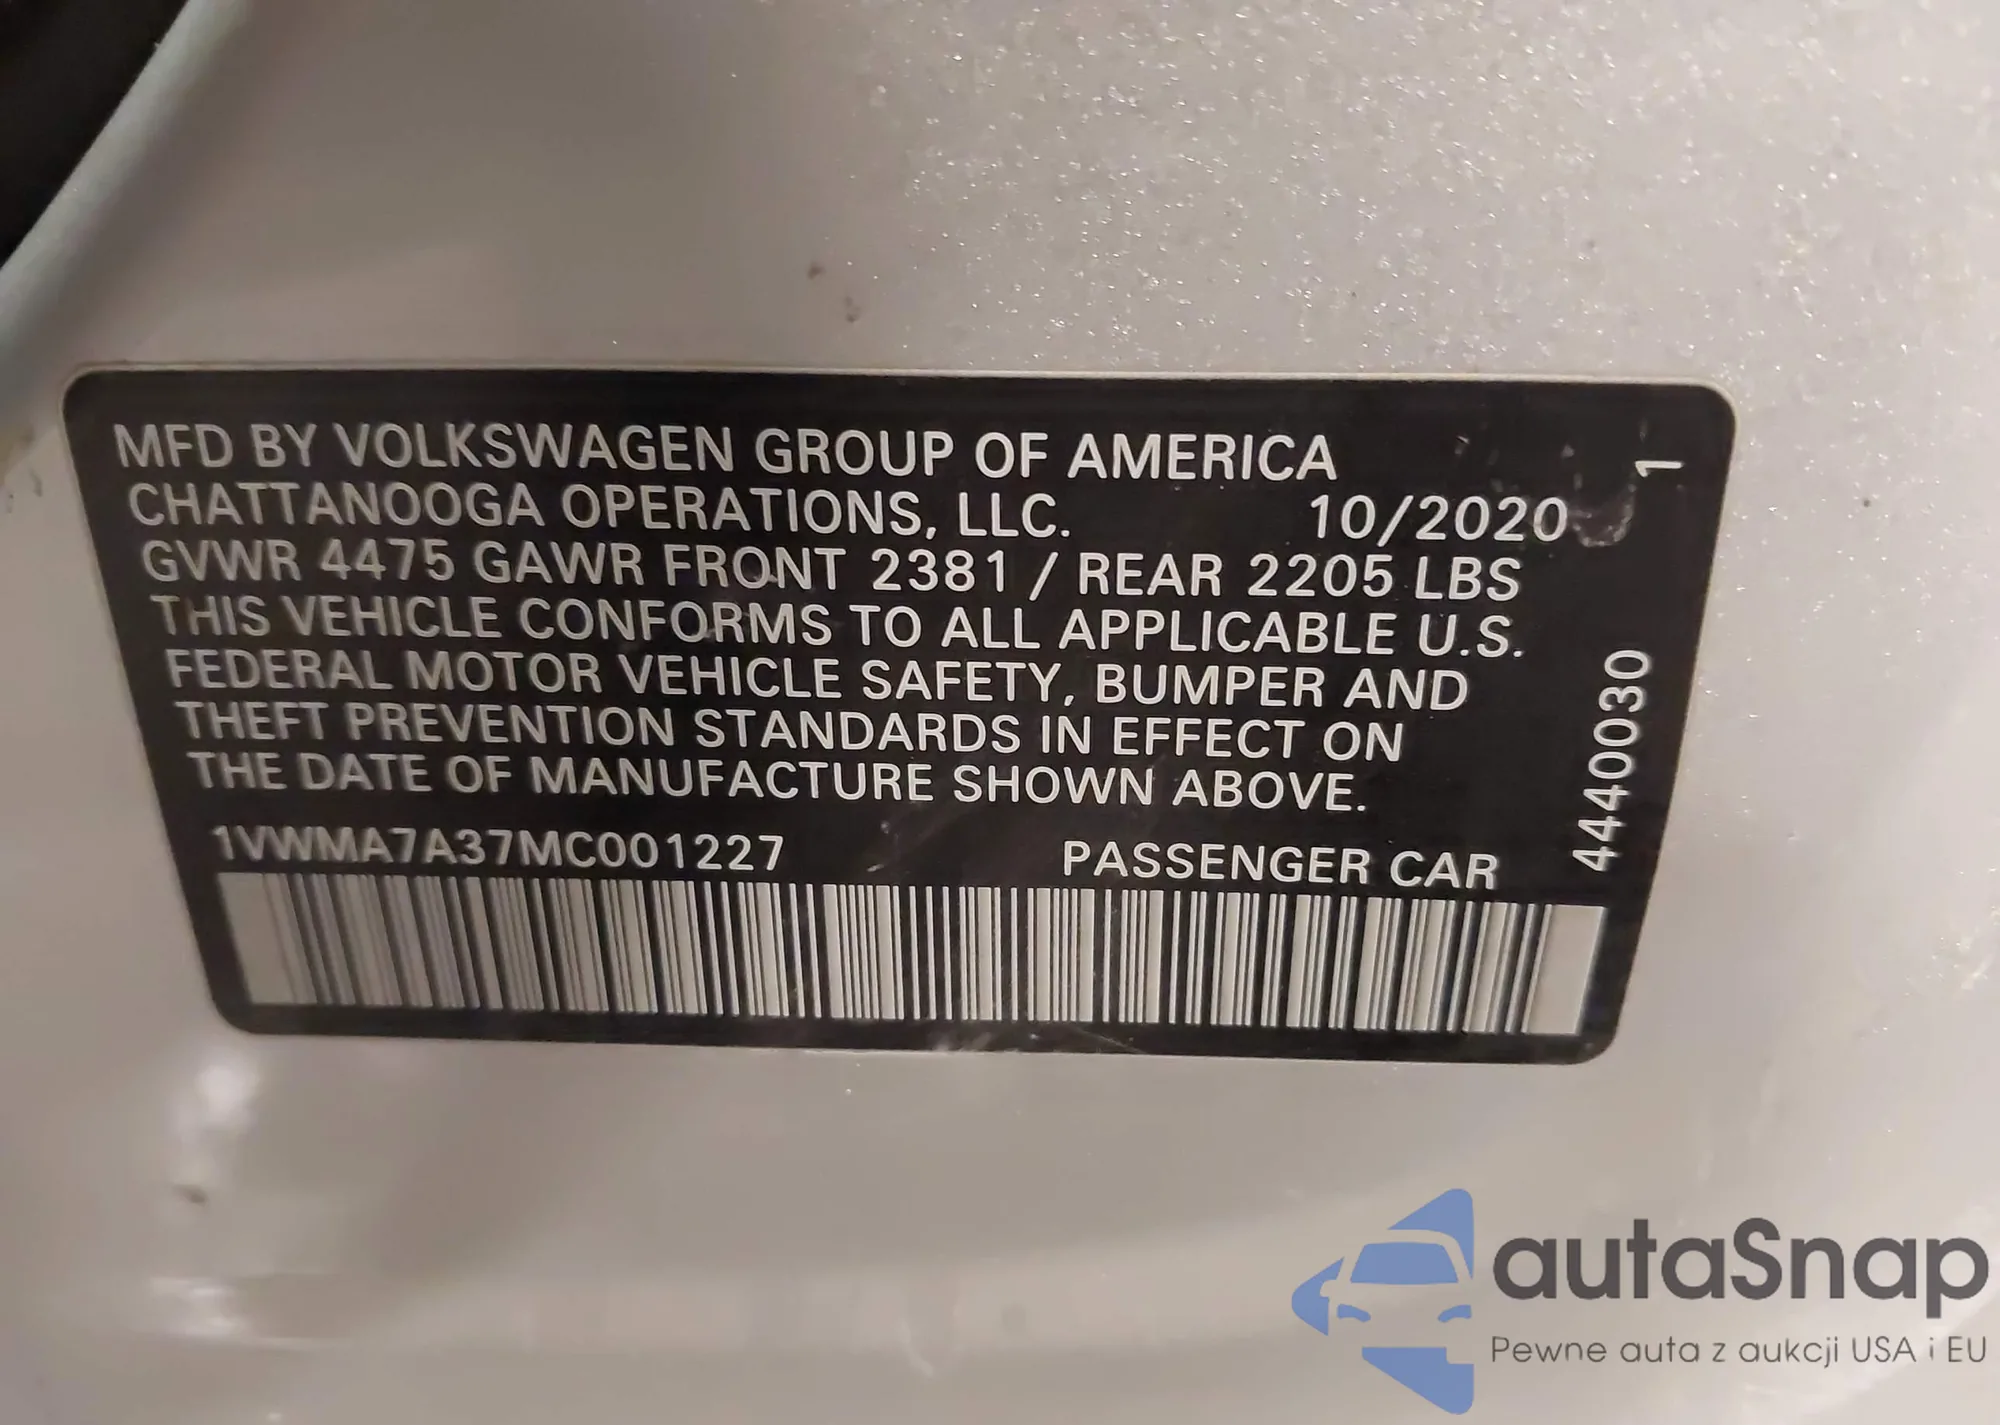 MFD BY VOLKSWAGEN GROUP OF AMERICA
CHATTANOOGA OPERATIONS, LLC. 10/2020
GVWR 4475 GAWR FRONT 2381 / REAR 2205 LBS
THIS VEHICLE CONFORMS TO ALL APPLICABLE U.S.
FEDERAL MOTOR VEHICLE SAFETY, BUMPER AND
THEFT PREVENTION STANDARDS IN EFFECT ON
THE DATE OF MANUFACTURE SHOWN ABOVE.
1VWMA7A37MC001227 PASSENGER CAR
4440030 1
autaSnap
Pewne auta z aukcji USA i EU